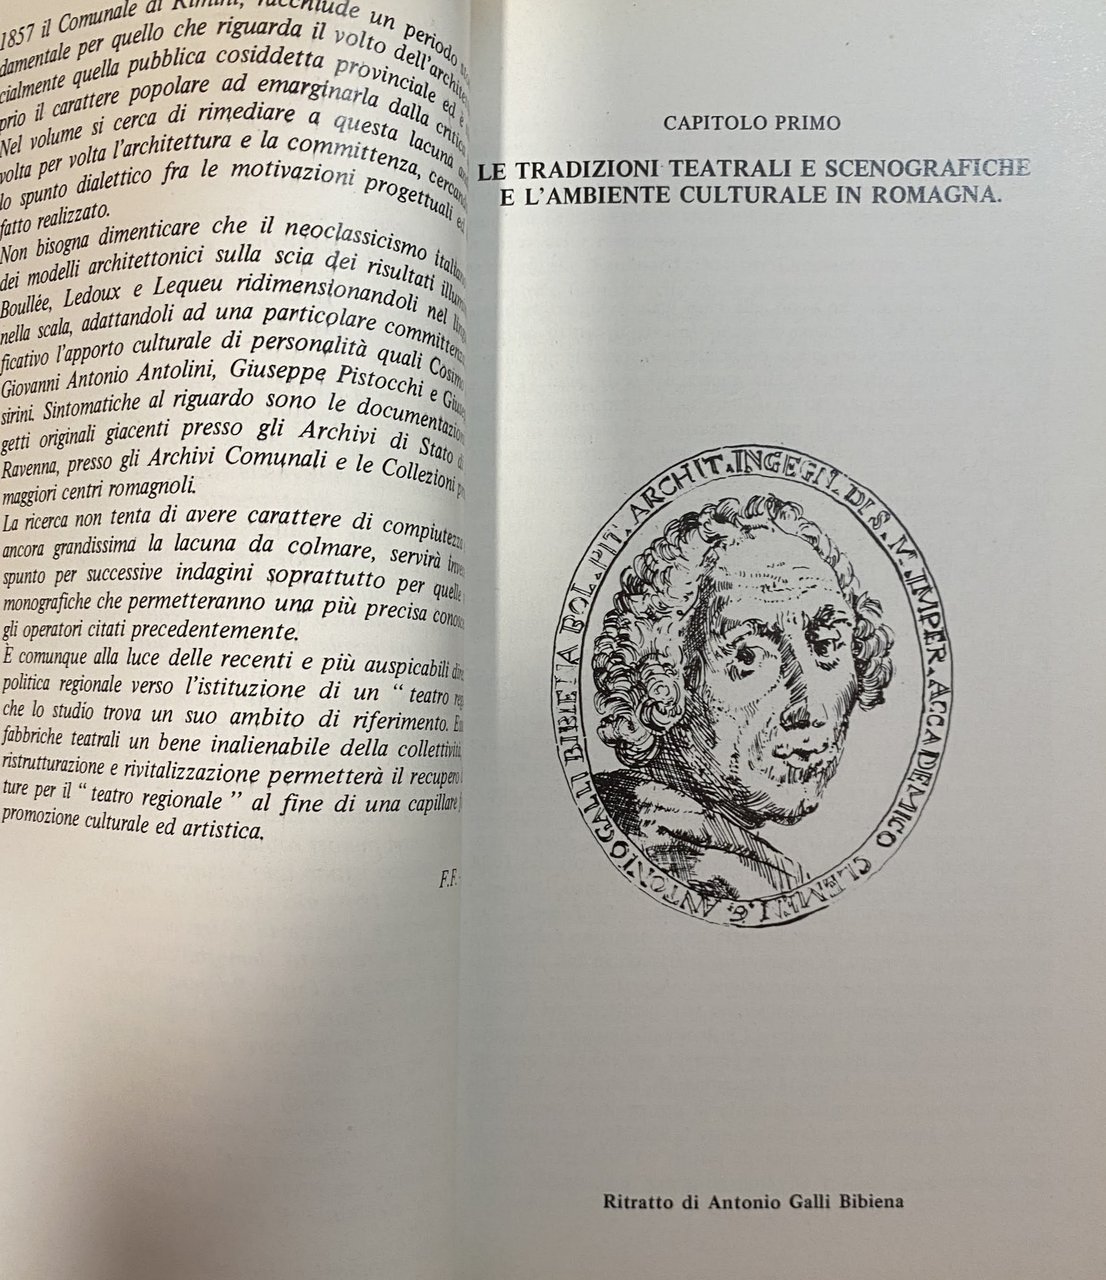 1857 il Comunale di Rimini, racchiude un periodo
damentale per quello che riguarda il volto dell'archite
cialmente quella pubblica cosiddetta provinciale ed è
prio il carattere popolare ad emarginarla dalla critica
Nel volume si cerca di rimediare a questa lacuna
volta per volta l'architettura e la committenza, cercando
lo spunto dialettico fra le motivazioni progettuali ed
fatto realizzato.
Non bisogna dimenticare che il neoclassicismo italiano
dei modelli architettonici sulla scia dei risultati illum
Boullée, Ledoux e Lequeu ridimensionandoli nel
nella scala, adattandoli ad una particolare committenza
ficativo l'apporto culturale di personalità quali Cosimo
Giovanni Antonio Antolini, Giuseppe Pistocchi e Gius
sirini. Sintomatiche al riguardo sono le documentazion
getti originali giacenti presso gli Archivi di Stato
Ravenna, presso gli Archivi Comunali e le Collezioni
maggiori centri romagnoli.
La ricerca non tenta di avere carattere di compiutezza
ancora grandissima la lacuna da colmare, servirà
spunto per successive indagini soprattutto per quelle
monografiche che permetteranno una più precisa conos
gli operatori citati precedentemente.
È comunque alla luce delle recenti e più auspicabili
politica regionale verso l'istituzione di un “ teatro
che lo studio trova un suo ambito di riferimento.
fabbriche teatrali un bene inalienabile della collettività
ristrutturazione e rivitalizzazione permetterà il recupero
ture per il “ teatro regionale ” al fine di una capillare
promozione culturale ed artistica.
F.F.
CAPITOLO PRIMO
LE TRADIZIONI TEATRALI E SCENOGRAFICHE
E L'AMBIENTE CULTURALE IN ROMAGNA.
ANTONIO GALLI BIBIENA BOL. PIT. ARCHIT. INGEGN. DI S. M. IMPER. ACCADEMICO CLEMEN.
Ritratto di Antonio Galli Bibiena